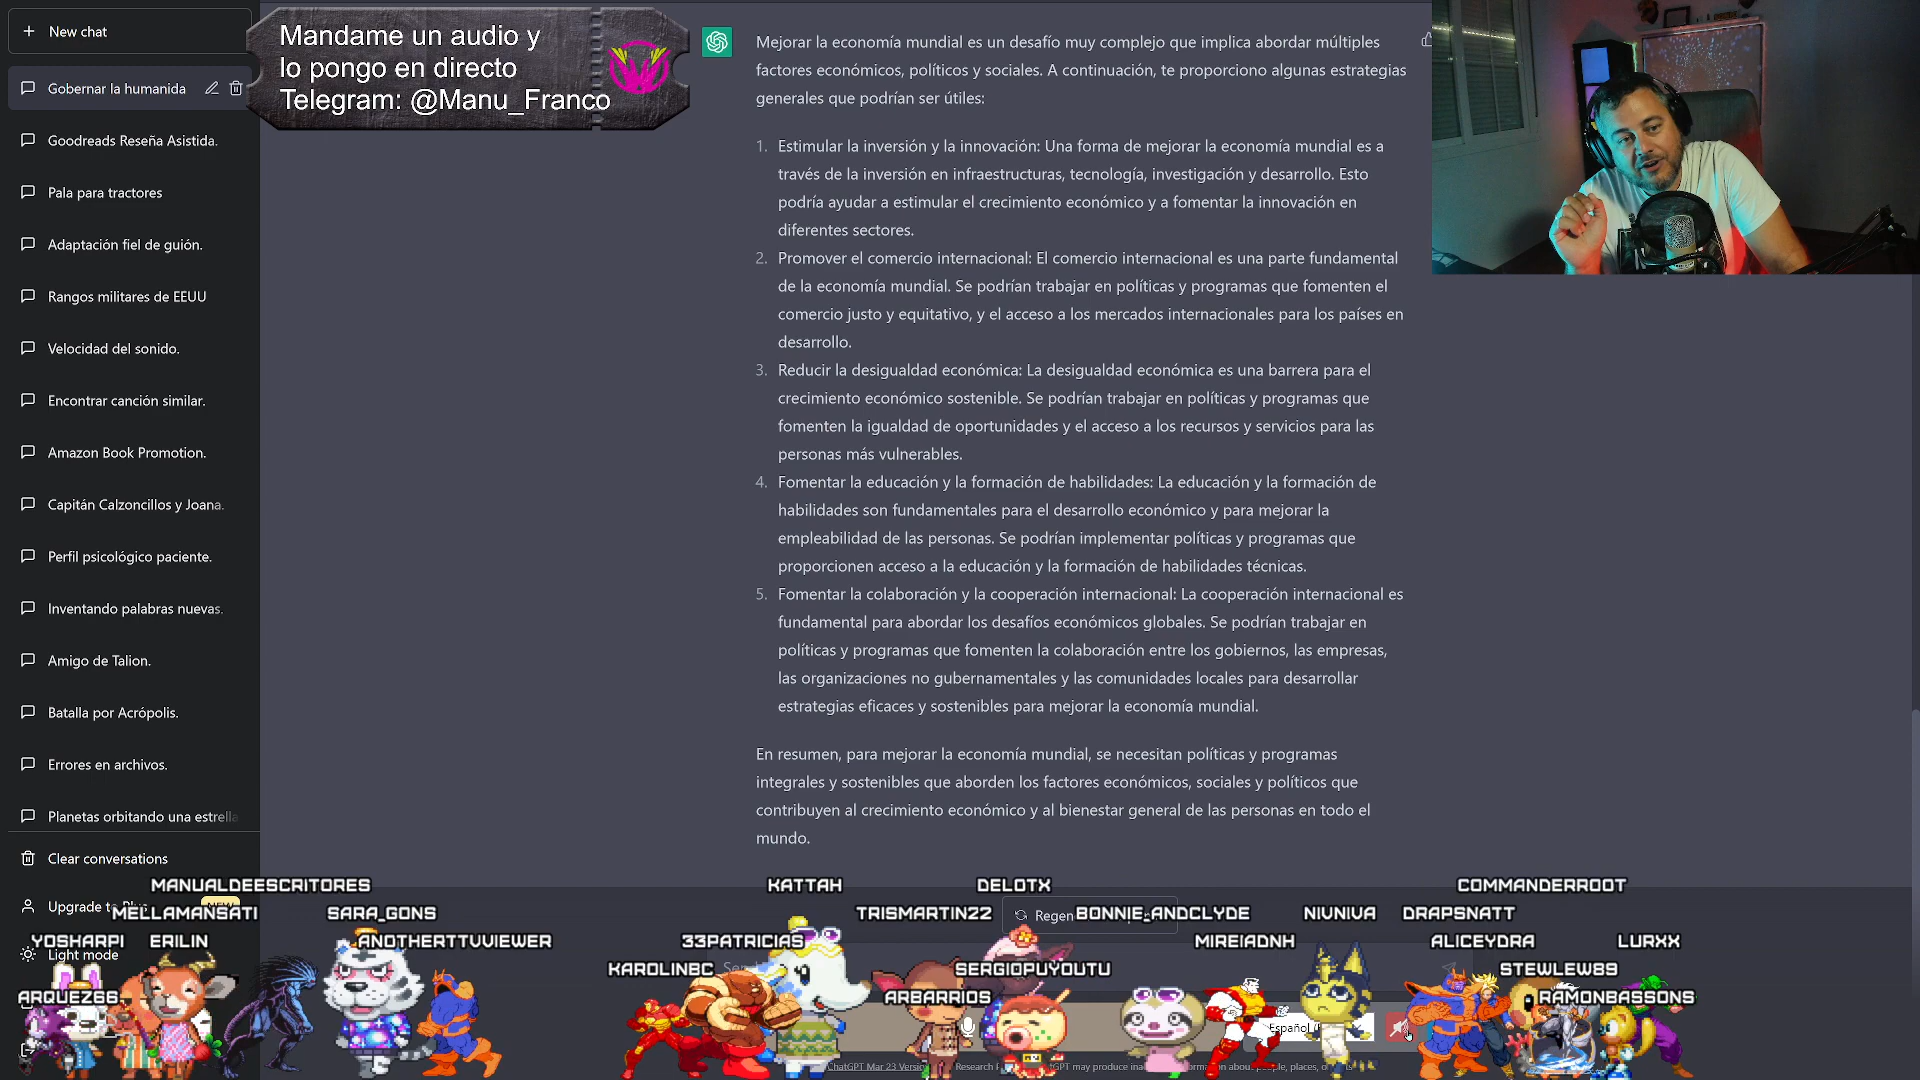 New chat
Gobernar la humanida
Goodreads Reseña Asistida.
Pala para tractores
Adaptación fiel de guión.
Rangos militares de EEUU
Velocidad del sonido.
Encontrar canción similar.
Amazon Book Promotion.
Capitán Calzoncillos y Joana.
Perfil psicológico paciente.
Inventando palabras nuevas.
Amigo de Talion.
Batalla por Acrópolis.
Errores en archivos.
Planetas orbitando una estrella
Clear conversations
Upgrade to
Light mode
Mandame un audio y
lo pongo en directo
Telegram: @Manu_Franco
Mejorar la economía mundial es un desafío muy complejo que implica abordar múltiples
factores económicos, políticos y sociales. A continuación, te proporciono algunas estrategias
generales que podrían ser útiles:
1. Estimular la inversión y la innovación: Una forma de mejorar la economía mundial es a
través de la inversión en infraestructuras, tecnología, investigación y desarrollo. Esto
podría ayudar a estimular el crecimiento económico y a fomentar la innovación en
diferentes sectores.
2. Promover el comercio internacional: El comercio internacional es una parte fundamental
de la economía mundial. Se podrían trabajar en políticas y programas que fomenten el
comercio justo y equitativo, y el acceso a los mercados internacionales para los países en
desarrollo.
3. Reducir la desigualdad económica: La desigualdad económica es una barrera para el
crecimiento económico sostenible. Se podrían trabajar en políticas y programas que
fomenten la igualdad de oportunidades y el acceso a los recursos y servicios para las
personas más vulnerables.
4. Fomentar la educación y la formación de habilidades: La educación y la formación de
habilidades son fundamentales para el desarrollo económico y para mejorar la
empleabilidad de las personas. Se podrían implementar políticas y programas que
proporcionen acceso a la educación y la formación de habilidades técnicas.
5. Fomentar la colaboración y la cooperación internacional: La cooperación internacional es
fundamental para abordar los desafíos económicos globales. Se podrían trabajar en
políticas y programas que fomenten la colaboración entre los gobiernos, las empresas,
las organizaciones no gubernamentales y las comunidades locales para desarrollar
estrategias eficaces y sostenibles para mejorar la economía mundial.
En resumen, para mejorar la economía mundial, se necesitan políticas y programas
integrales y sostenibles que aborden los factores económicos, sociales y políticos que
contribuyen al crecimiento económico y al bienestar general de las personas en todo el
mundo.
MANUALDEESCRITORES KATTAH DELOTX COMMANDERROOT
MELLAMANSATI SARA_GONS TRISMARTIN22 Regen BONNIE_ANDCLYDE NIVNIVA DRAPSNATT
YOSHARPI ERILIN ANOTHERTTVVIEWER 33PATRICIAS MIREIADNH ALICEYDRA LURXX
KAROLINBC SERGIOPUYOUTU STEWLEW89
ARQUEZ66 ARBARRIOS RAMONBASSONS
Español
ChatGPT Mar 23 Version